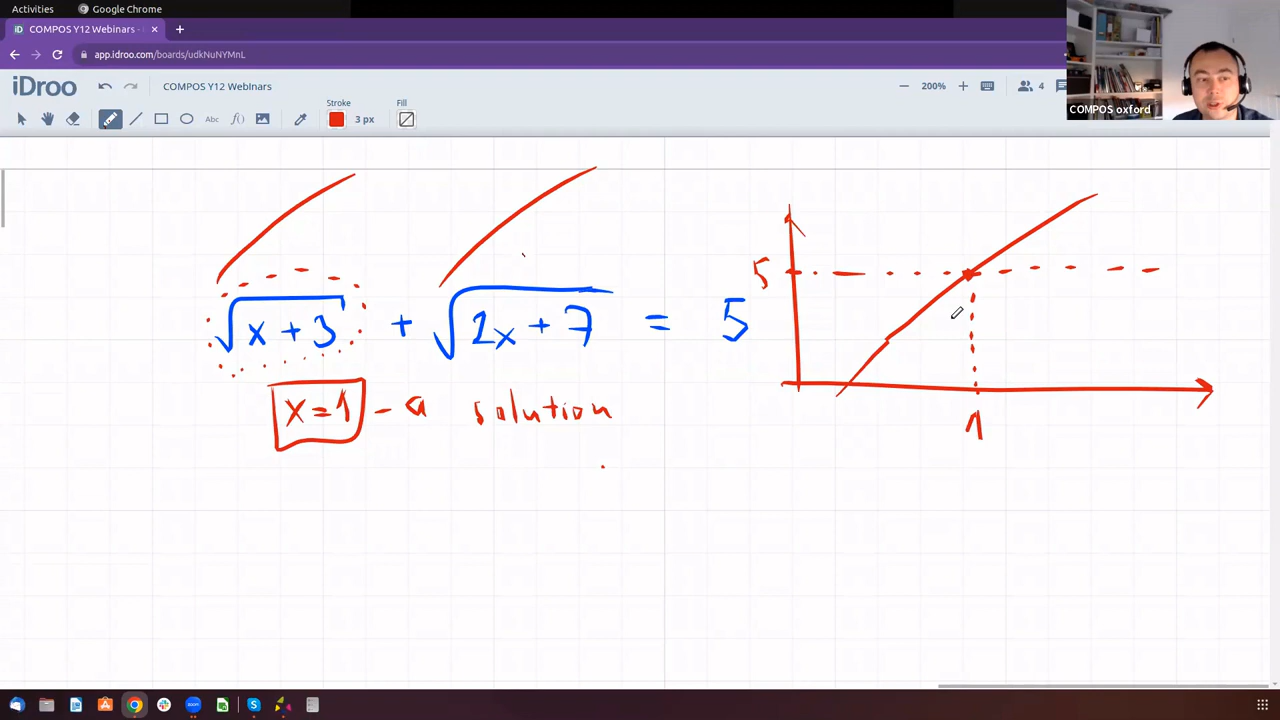 Activities
Google Chrome
COMPOS Y12 Webinars -
app.idroo.com/boards/udkNuNYMnL
iDroo
COMPOS Y12 WebInars
200%
4
Stroke
3 px
Fill
Abc
f()
COMPOS oxford
√x + 3 + √2x + 7 = 5
x = 1 - a solution
5
1